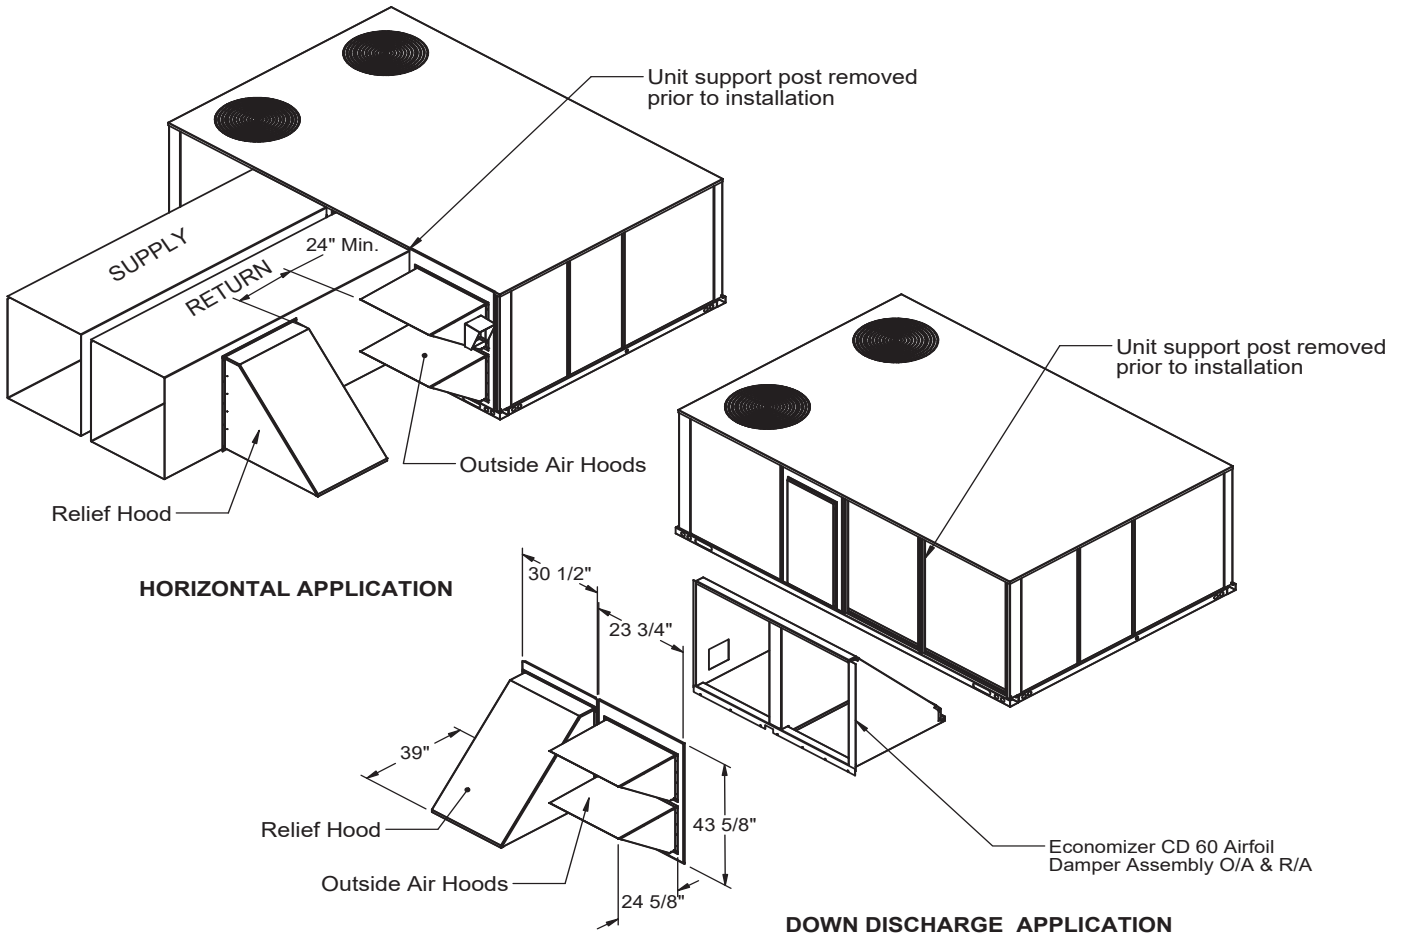 Unit support post removed
prior to installation
SUPPLY
RETURN
24" Min.
Outside Air Hoods
Relief Hood
HORIZONTAL APPLICATION
Unit support post removed
prior to installation
30 1/2"
23 3/4"
39"
43 5/8"
24 5/8"
Relief Hood
Outside Air Hoods
Economizer CD 60 Airfoil
Damper Assembly O/A & R/A
DOWN DISCHARGE APPLICATION